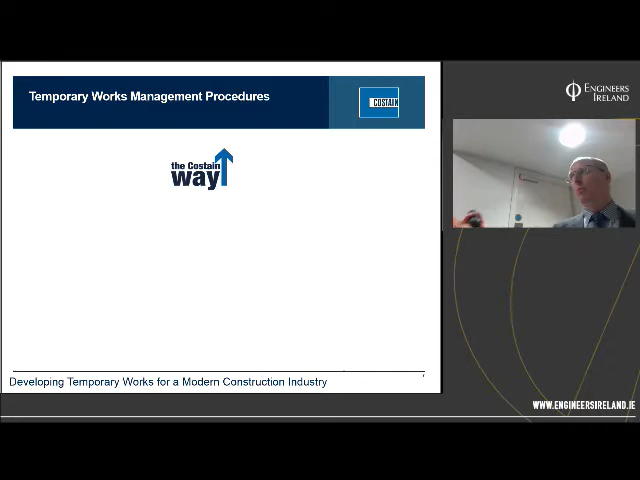 Temporary Works Management Procedures
COSTAIN
the Costain
way
Developing Temporary Works for a Modern Construction Industry
ENGINEERS
IRELAND
WWW.ENGINEERSIRELAND.IE